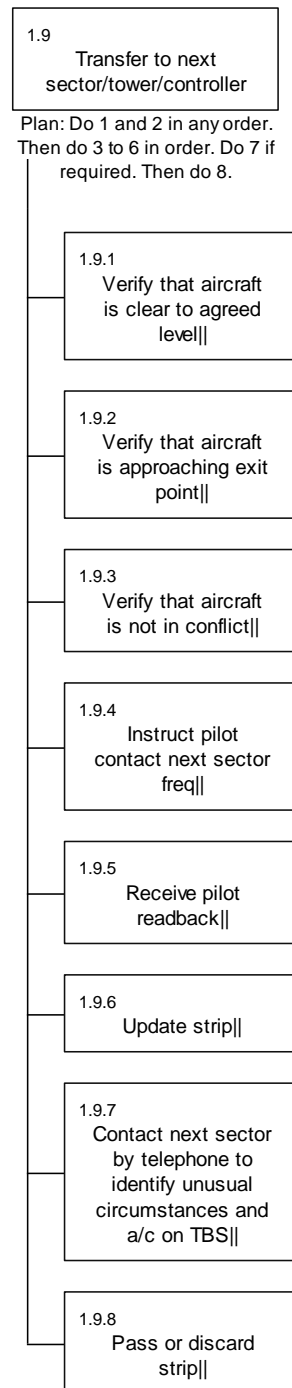 1.9
Transfer to next
sector/tower/controller
Plan: Do 1 and 2 in any order.
Then do 3 to 6 in order. Do 7 if
required. Then do 8.
1.9.1
Verify that aircraft
is clear to agreed
level||
1.9.2
Verify that aircraft
is approaching exit
point||
1.9.3
Verify that aircraft
is not in conflict||
1.9.4
Instruct pilot
contact next sector
freq||
1.9.5
Receive pilot
readback||
1.9.6
Update strip||
1.9.7
Contact next sector
by telephone to
identify unusual
circumstances and
a/c on TBS||
1.9.8
Pass or discard
strip||